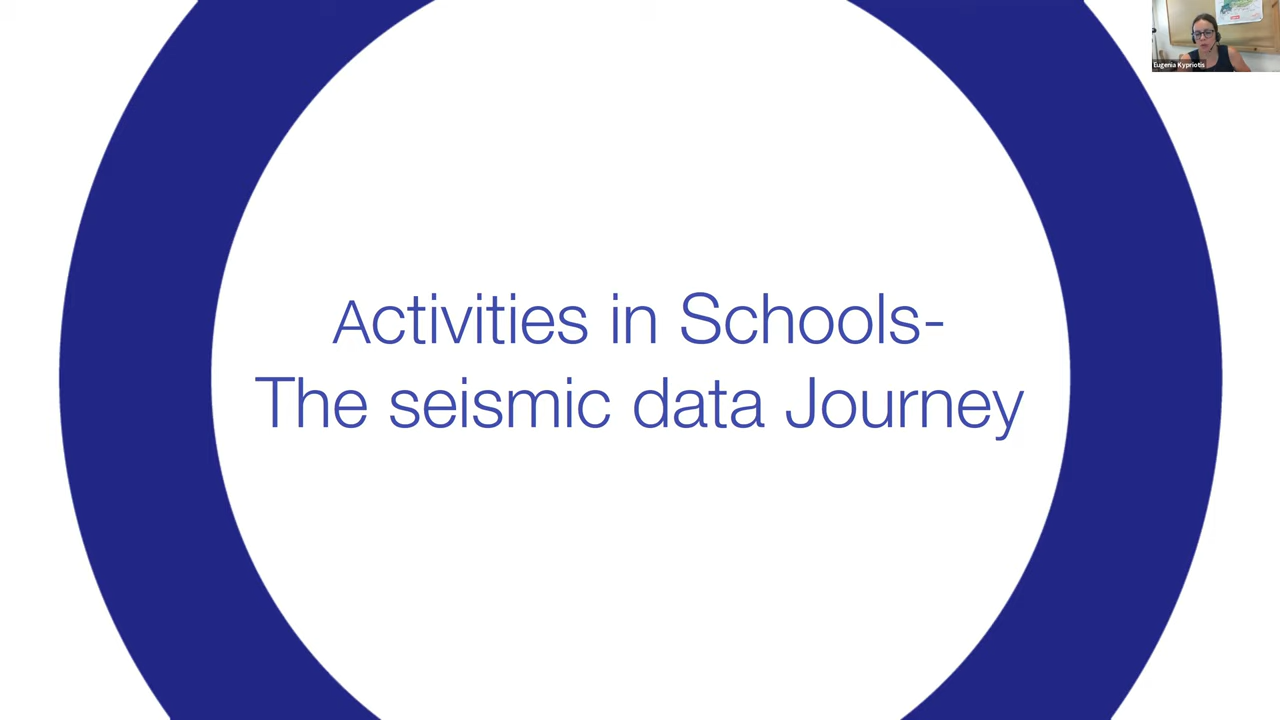 Eugenia Kypriotis
Activities in Schools-
The seismic data Journey